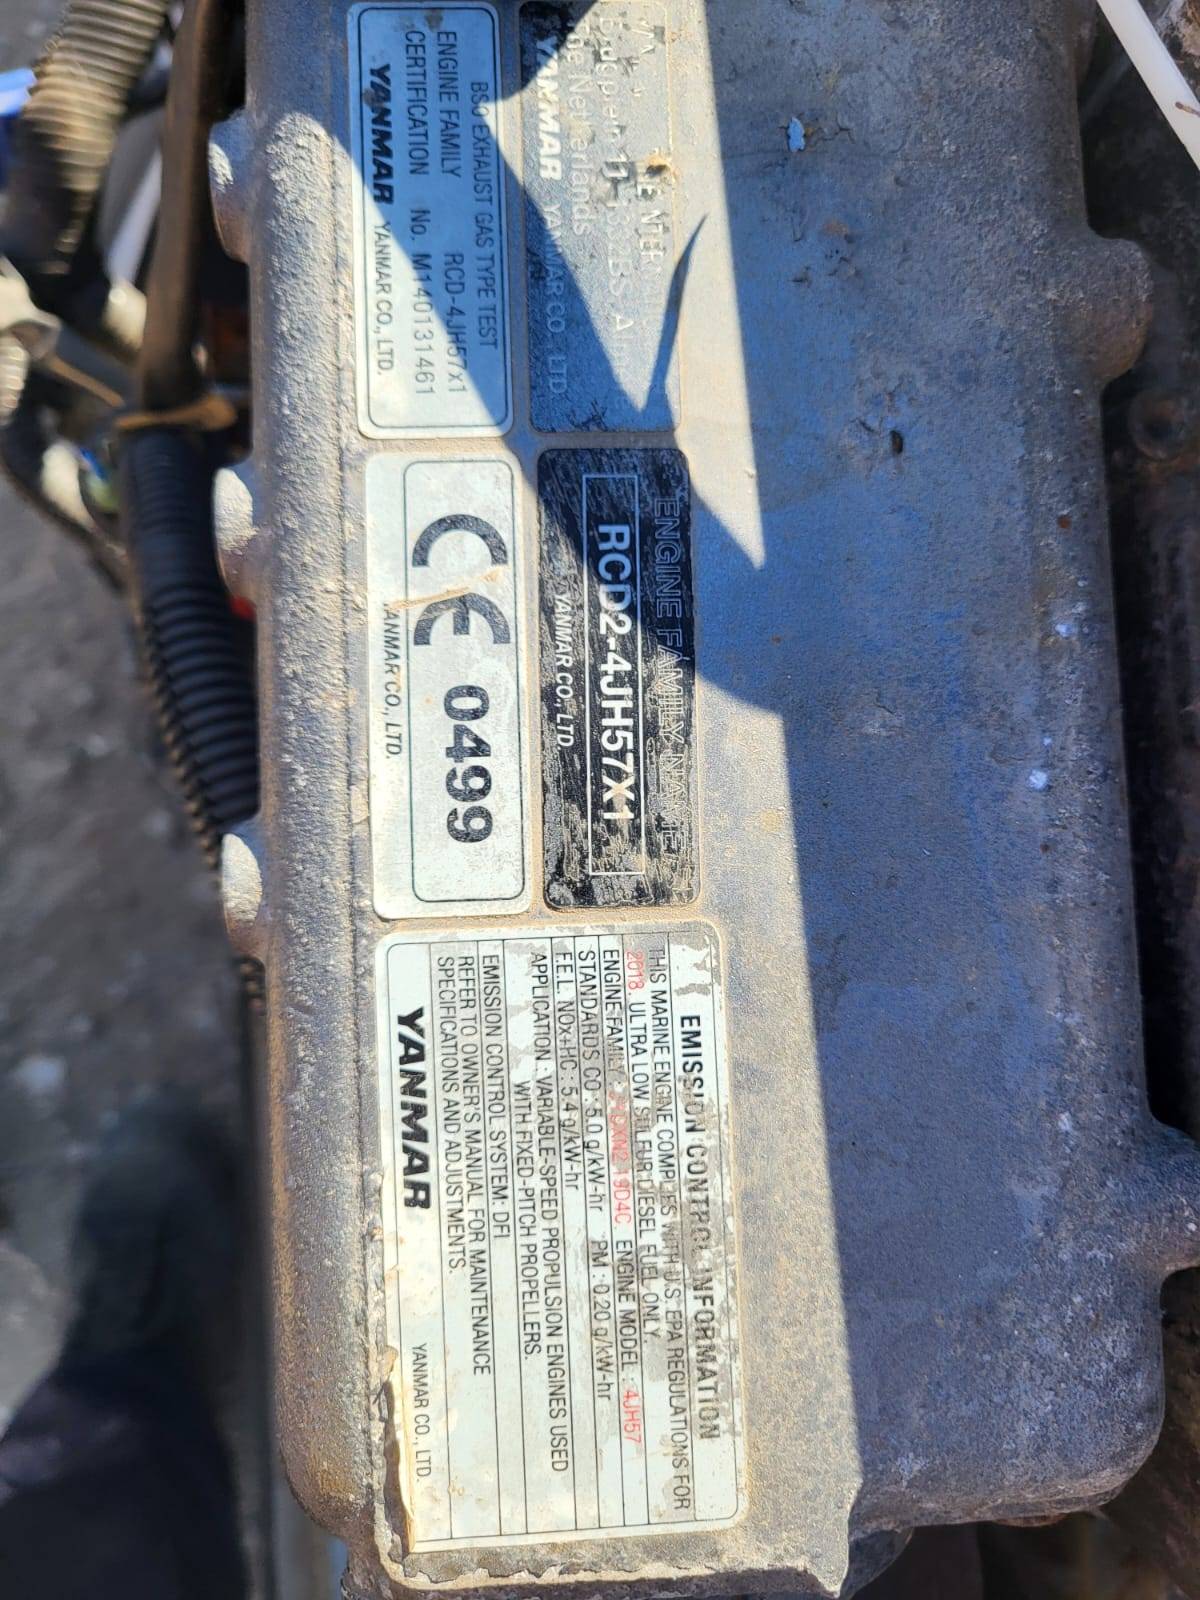 BSO EXHAUST GAS TYPE TEST
ENGINE FAMILY RCD-4JH57X1
CERTIFICATION No. M140131461
YANMAR YANMAR CO., LTD.
The Netherlands
YANMAR YANMAR CO., LTD.
CE 0499
YANMAR CO., LTD.
ENGINE FAMILY NAME
RCD2-4JH57X1
YANMAR CO., LTD.
EMISSION CONTROL INFORMATION
THIS MARINE ENGINE COMPLIES WITH U.S. EPA REGULATIONS FOR
2018. ULTRA LOW SULFUR DIESEL FUEL ONLY.
ENGINE FAMILY : 19D4C ENGINE MODEL : 4JH57
STANDARDS CO : 5.0 g/kW-hr PM : 0.20 g/kW-hr
F.E.L. NOx+HC : 5.4 g/kW-hr
APPLICATION : VARIABLE-SPEED PROPULSION ENGINES USED
WITH FIXED-PITCH PROPELLERS.
EMISSION CONTROL SYSTEM: DFI
REFER TO OWNER'S MANUAL FOR MAINTENANCE
SPECIFICATIONS AND ADJUSTMENTS.
YANMAR YANMAR CO., LTD.